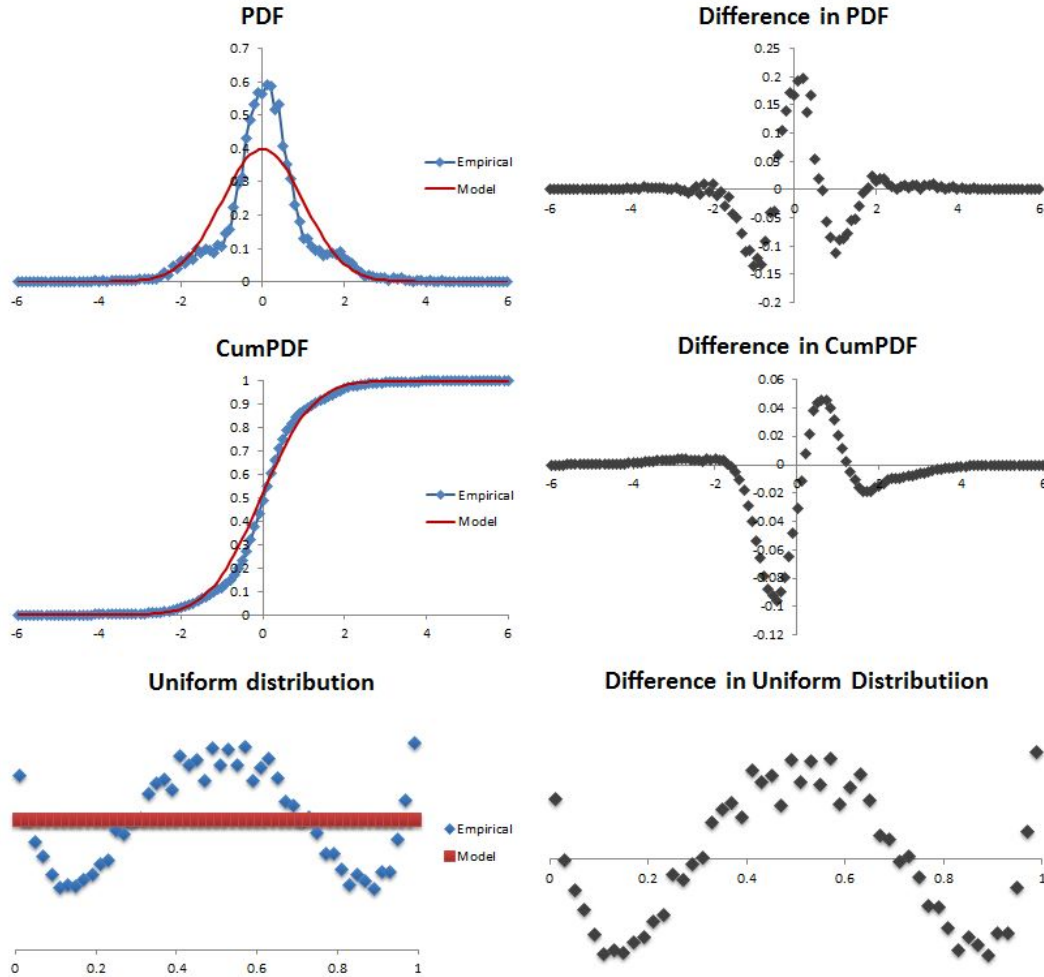 PDF
0.7
0.6
0.5
0.4
0.3
0.2
0.1
0
-6 -4 -2 0 2 4 6
Empirical
Model
Difference in PDF
0.25
0.20
0.15
0.10
0.05
0
-0.05
-0.1
-0.15
-0.2
-6 -4 -2 0 2 4 6
CumPDF
1
0.9
0.8
0.7
0.6
0.5
0.4
0.3
0.2
0.1
0
-6 -4 -2 0 2 4 6
Empirical
Model
Difference in CumPDF
0.06
0.04
0.02
0
-0.02
-0.04
-0.06
-0.08
-0.1
-0.12
-6 -4 -2 0 2 4 6
Uniform distribution
Empirical
Model
0 0.2 0.4 0.6 0.8 1
Difference in Uniform Distributiion
0 0.2 0.4 0.6 0.8 1